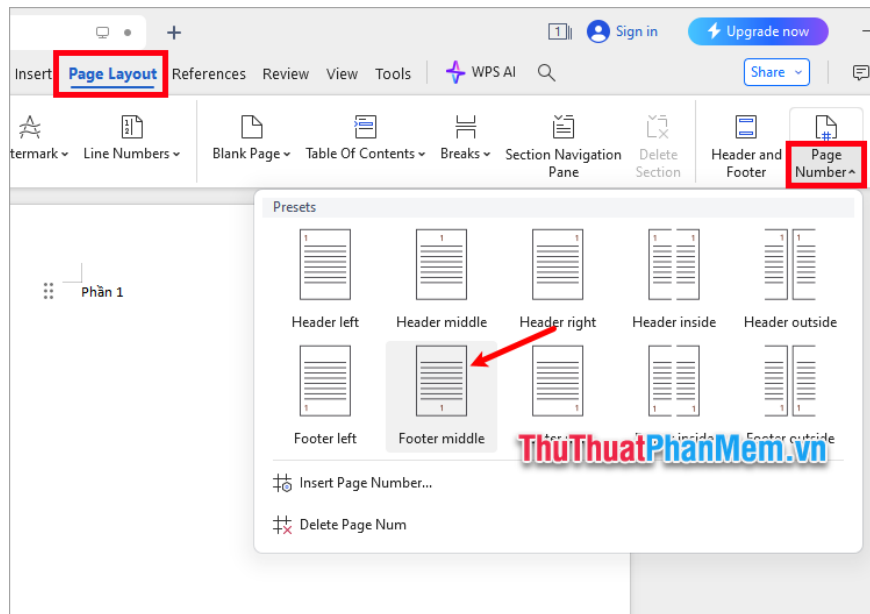 1
Sign in
Upgrade now
Insert Page Layout References Review View Tools WPS AI Share
termark Line Numbers Blank Page Table Of Contents Breaks Section Navigation Pane Delete Section Header and Footer Page Number
Presets
Phần 1
Header left Header middle Header right Header inside Header outside
Footer left Footer middle
ThuThuatPhanMem.vn
Insert Page Number...
Delete Page Num